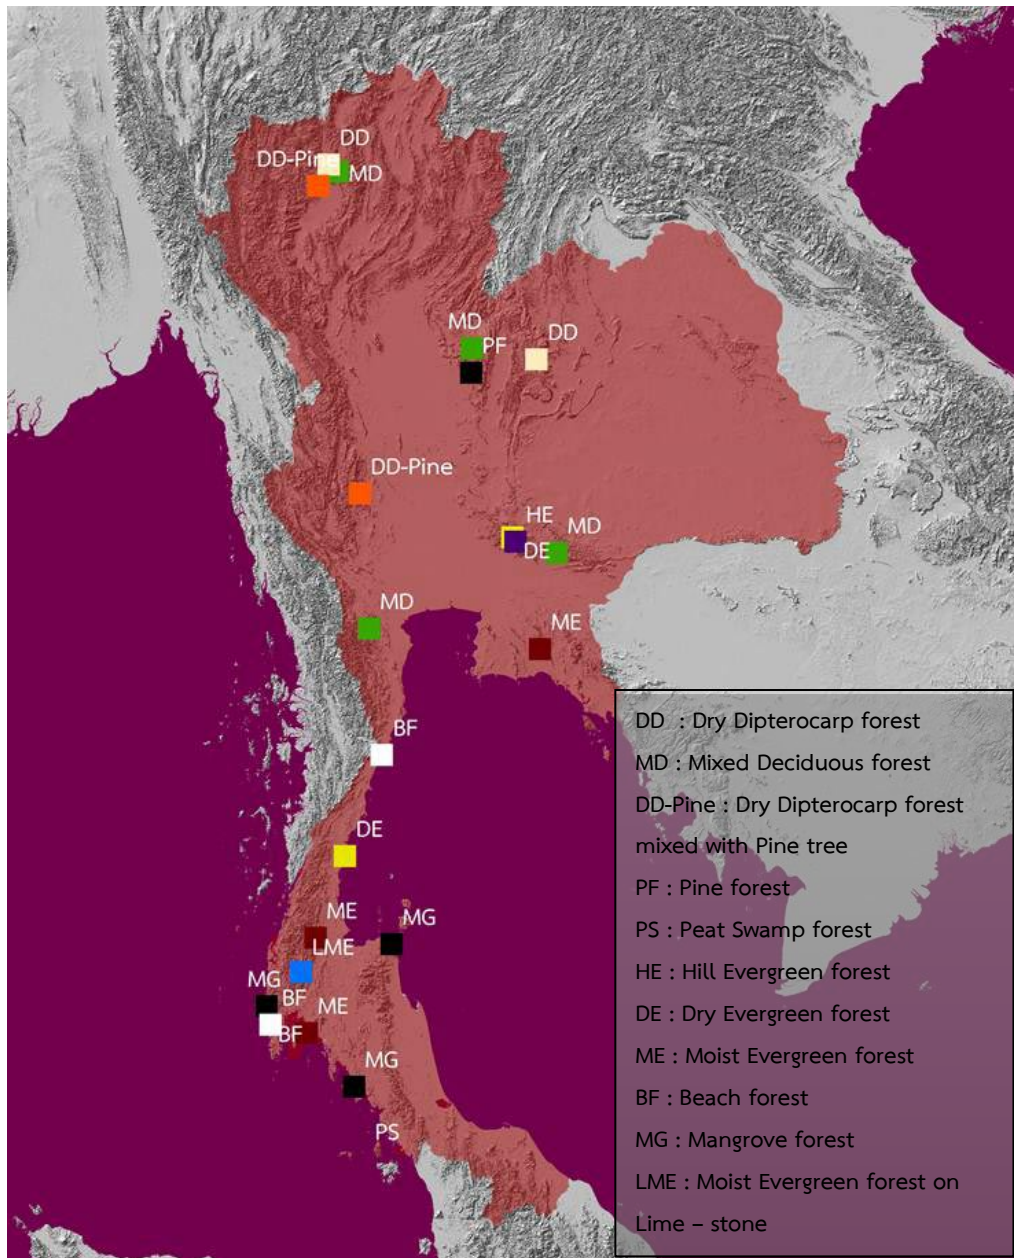 DD
DD-Pine
MD
MD
PF
DD
DD-Pine
HE
MD
DE
MD
ME
BF
DE
ME
MG
LME
MG
BF
ME
BF
MG
PS
DD : Dry Dipterocarp forest
MD : Mixed Deciduous forest
DD-Pine : Dry Dipterocarp forest
mixed with Pine tree
PF : Pine forest
PS : Peat Swamp forest
HE : Hill Evergreen forest
DE : Dry Evergreen forest
ME : Moist Evergreen forest
BF : Beach forest
MG : Mangrove forest
LME : Moist Evergreen forest on
Lime – stone